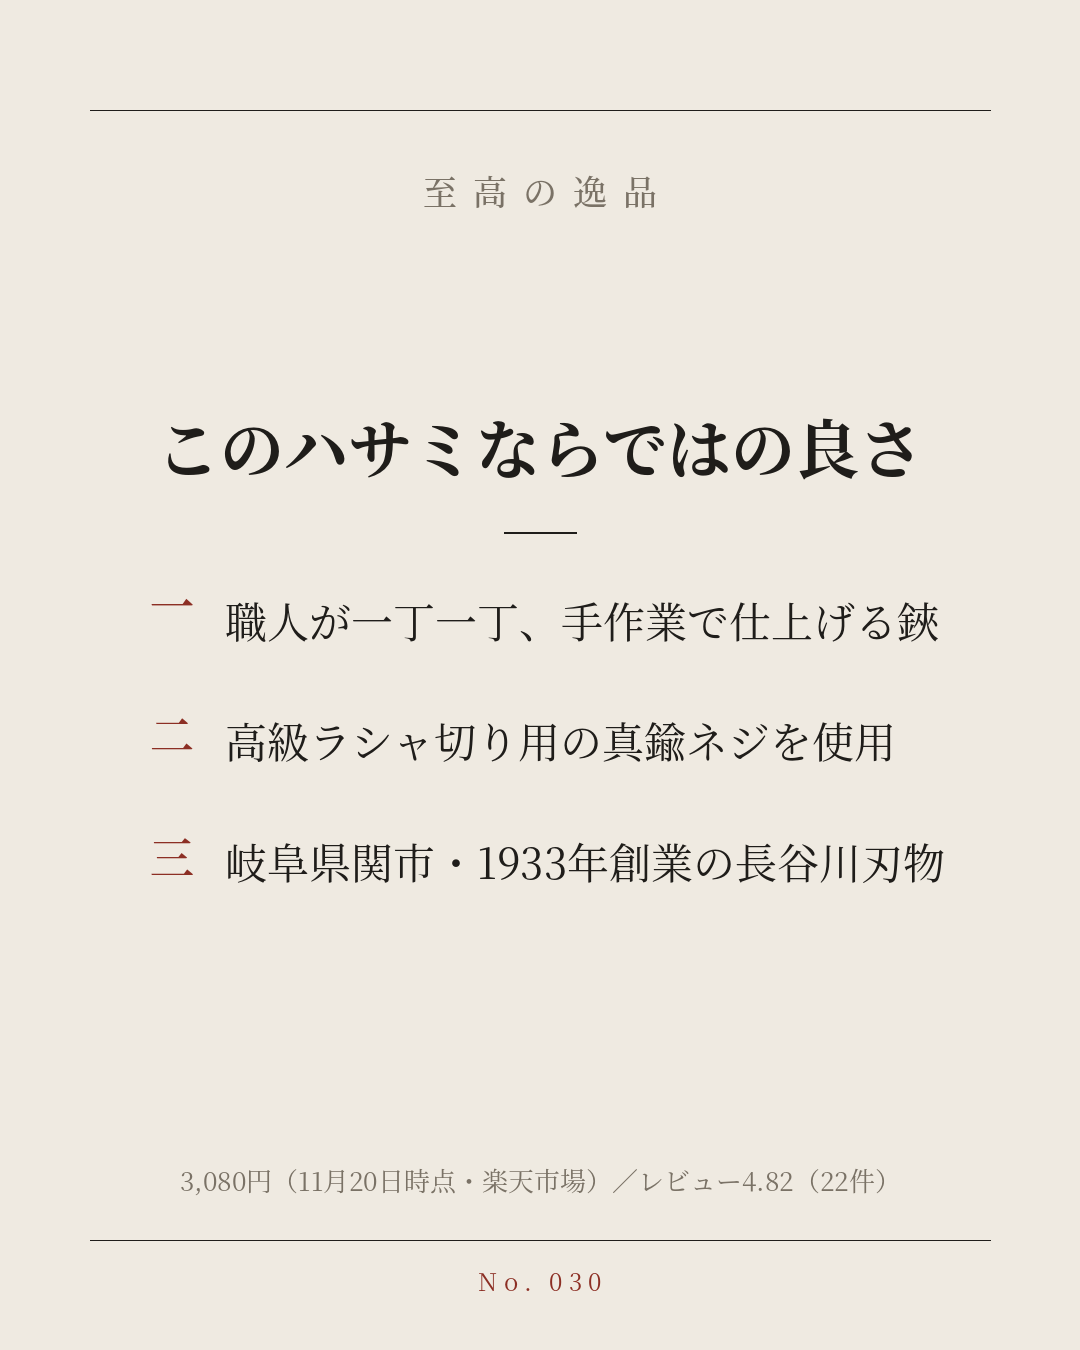 至高の逸品
このハサミならではの良さ
一 職人が一丁一丁、手作業で仕上げる鋏
二 高級ラシャ切り用の真鍮ネジを使用
三 岐阜県関市・1933年創業の長谷川刃物
3,080円（11月20日時点・楽天市場）／レビュー4.82（22件）
No. 030